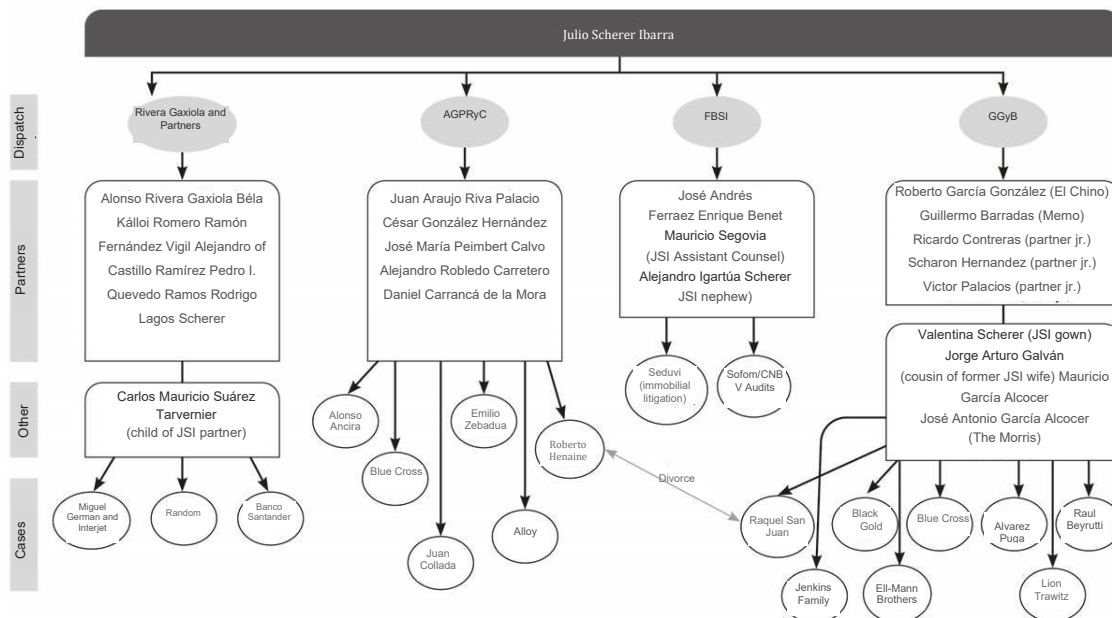 Julio Scherer Ibarra
Dispatch
Rivera Gaxiola and
Partners
AGPRyC
FBSI
GGyB
Partners
Alonso Rivera Gaxiola Béla
Kálloi Romero Ramón
Fernández Vigil Alejandro of
Castillo Ramírez Pedro I.
Quevedo Ramos Rodrigo
Lagos Scherer
Juan Araujo Riva Palacio
César González Hernández
José María Peimbert Calvo
Alejandro Robledo Carretero
Daniel Carrancá de la Mora
José Andrés
Ferraez Enrique Benet
Mauricio Segovia
(JSI Assistant Counsel)
Alejandro Igartúa Scherer
JSI nephew)
Roberto García González (El Chino)
Guillermo Barradas (Memo)
Ricardo Contreras (partner jr.)
Scharon Hernandez (partner jr.)
Victor Palacios (partner jr.)
Valentina Scherer (JSI gown)
Jorge Arturo Galván
(cousin of former JSI wife) Mauricio
García Alcocer
José Antonio García Alcocer
(The Morris)
Other
Carlos Mauricio Suárez
Tarvernier
(child of JSI partner)
Alonso
Ancira
Blue Cross
Emilio
Zebadua
Roberto
Henaine
Seduvi
(immobilial
litigation)
Sofom/CNB
V Audits
Divorce
Cases
Miguel
German and
Interjet
Random
Banco
Santander
Juan
Collada
Alloy
Raquel San
Juan
Black
Gold
Blue Cross
Alvarez
Puga
Raul
Beyrutti
Jenkins
Family
Ell-Mann
Brothers
Lion
Trawitz